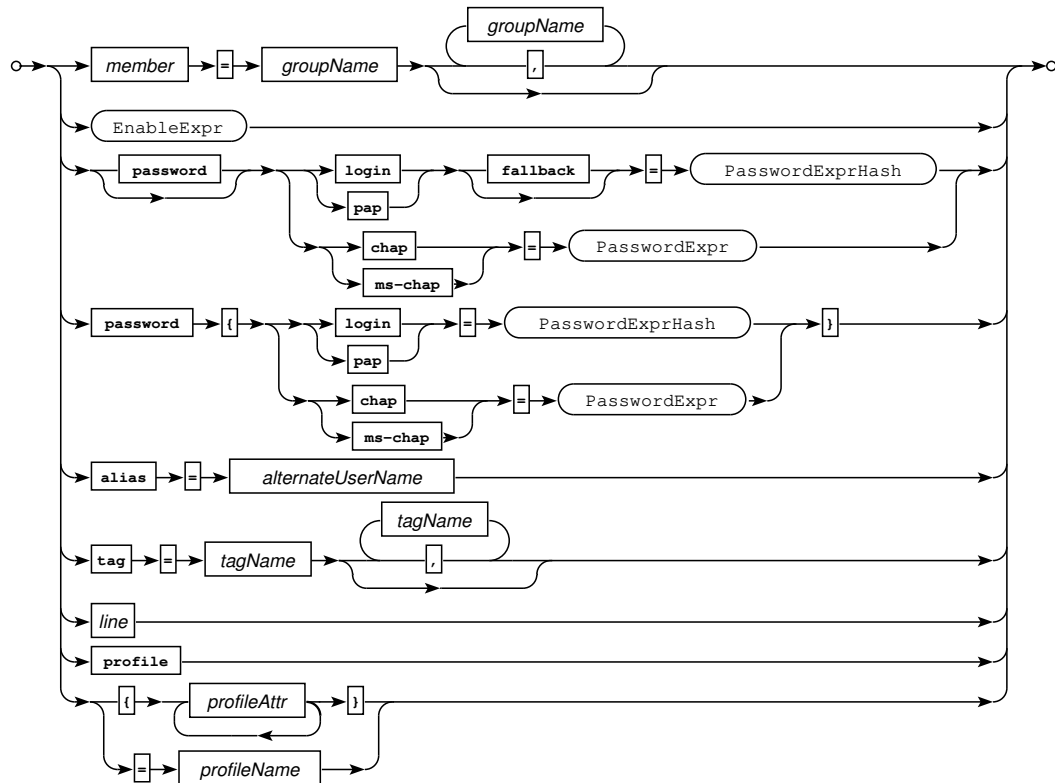 groupName
member = groupName ,
EnableExpr
password login fallback = PasswordExprHash
pap
chap = PasswordExpr
ms-chap
password { login = PasswordExprHash }
pap
chap = PasswordExpr
ms-chap
alias = alternateUserName
tagName
tag = tagName ,
line
profile
{ profileAttr }
= profileName